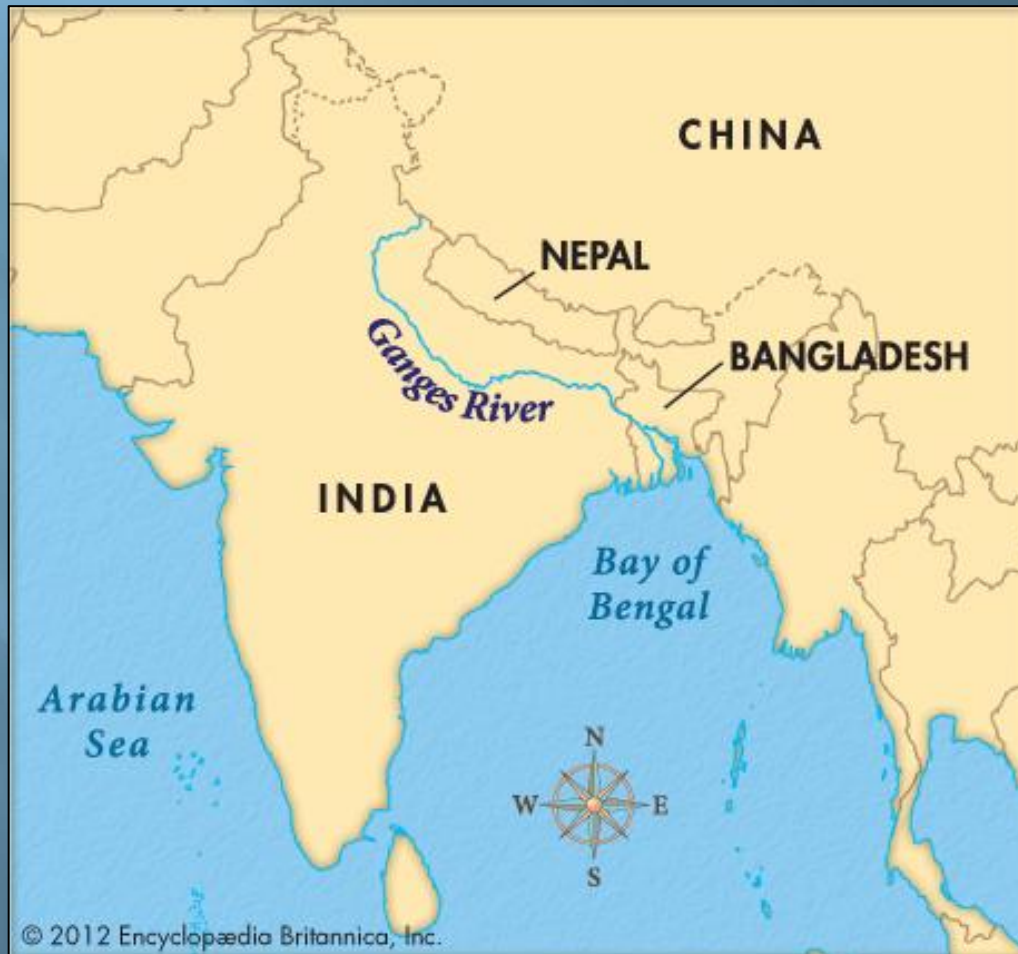 CHINA
NEPAL
BANGLADESH
Ganges River
INDIA
Bay of
Bengal
Arabian
Sea
N
W E
S
© 2012 Encyclopædia Britannica, Inc.